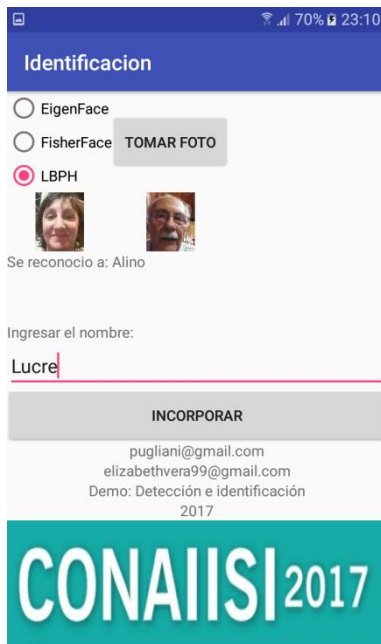 70% 23:10
Identificacion
EigenFace
FisherFace TOMAR FOTO
LBPH
Se reconocio a: Alino
Ingresar el nombre:
Lucre
INCORPORAR
pugliani@gmail.com
elizabethvera99@gmail.com
Demo: Detección e identificación
2017
CONAIISI 2017